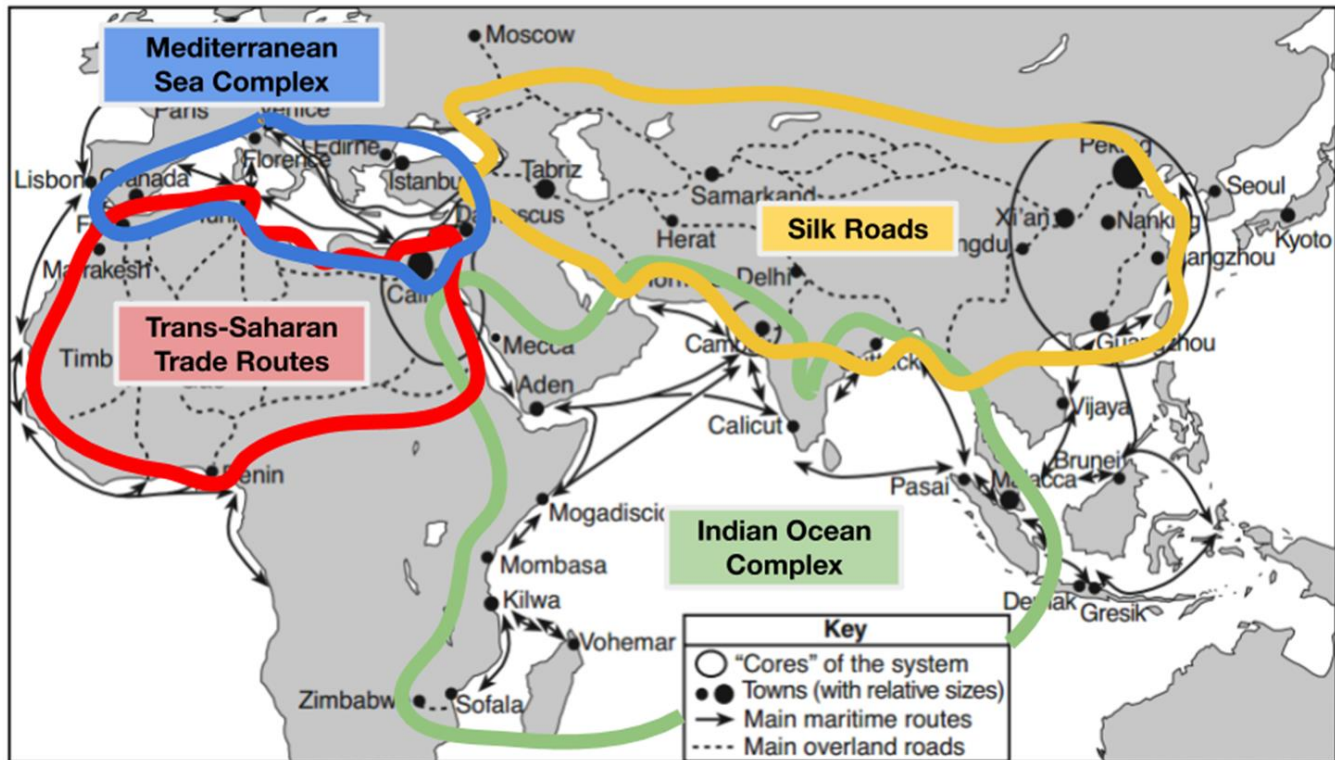 Moscow
Mediterranean
Sea Complex
Paris
Venice
Florence
Edirne
Istanbu
Lisbon
Granada
Tabriz
Samarkand
Peking
Seoul
Damascus
Silk Roads
Xi'an
Nanking
Kyoto
Herat
Marrakesh
Delhi
Cairo
Trans-Saharan
Trade Routes
Timb
Mecca
Guangzhou
Aden
Calicut
Vijaya
Benin
Brunei
Pasai
Malacca
Mogadiscio
Indian Ocean
Complex
Mombasa
Kilwa
Demak
Gresik
Vohemar
Zimbabw
Sofala
Key
"Cores" of the system
Towns (with relative sizes)
Main maritime routes
Main overland roads